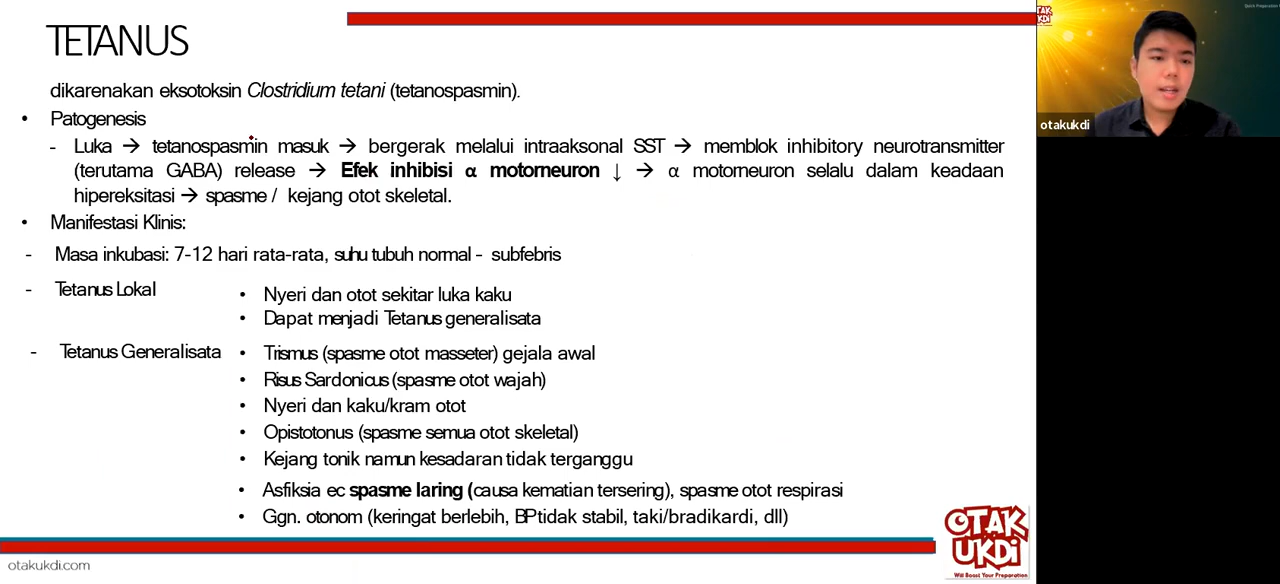 TETANUS
dikarenakan eksotoksin Clostridium tetani (tetanospasmin).
• Patogenesis
- Luka → tetanospasmin masuk → bergerak melalui intraaksonal SST → memblok inhibitory neurotransmitter
(terutama GABA) release → Efek inhibisi α motorneuron ↓ → α motorneuron selalu dalam keadaan
hipereksitasi → spasme / kejang otot skeletal.
• Manifestasi Klinis:
- Masa inkubasi: 7-12 hari rata-rata, suhu tubuh normal - subfebris
- Tetanus Lokal
• Nyeri dan otot sekitar luka kaku
• Dapat menjadi Tetanus generalisata
- Tetanus Generalisata
• Trismus (spasme otot masseter) gejala awal
• Risus Sardonicus (spasme otot wajah)
• Nyeri dan kaku/kram otot
• Opistotonus (spasme semua otot skeletal)
• Kejang tonik namun kesadaran tidak terganggu
• Asfiksia ec spasme laring (causa kematian tersering), spasme otot respirasi
• Ggn. otonom (keringat berlebih, BP tidak stabil, taki/bradikardi, dll)
otakukdi.com
OTAK
UKDI
Will Boost Your Preparation
otakukdi